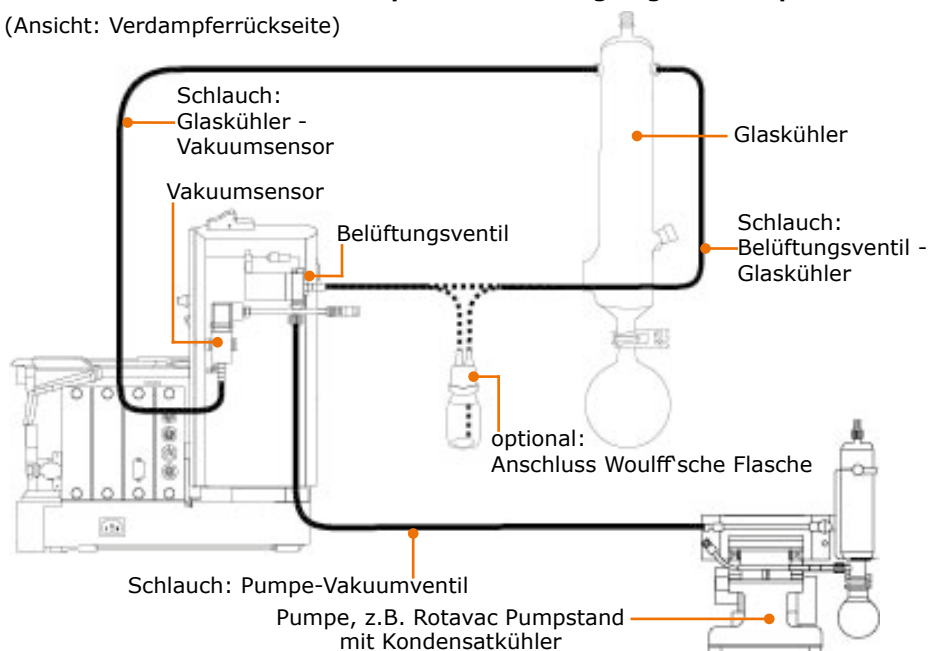 (Ansicht: Verdampferrückseite)
Schlauch:
Glaskühler -
Vakuumsensor
Glaskühler
Vakuumsensor
Belüftungsventil
Schlauch:
Belüftungsventil -
Glaskühler
optional:
Anschluss Woulff'sche Flasche
Schlauch: Pumpe-Vakuumventil
Pumpe, z.B. Rotavac Pumpstand
mit Kondensatkühler